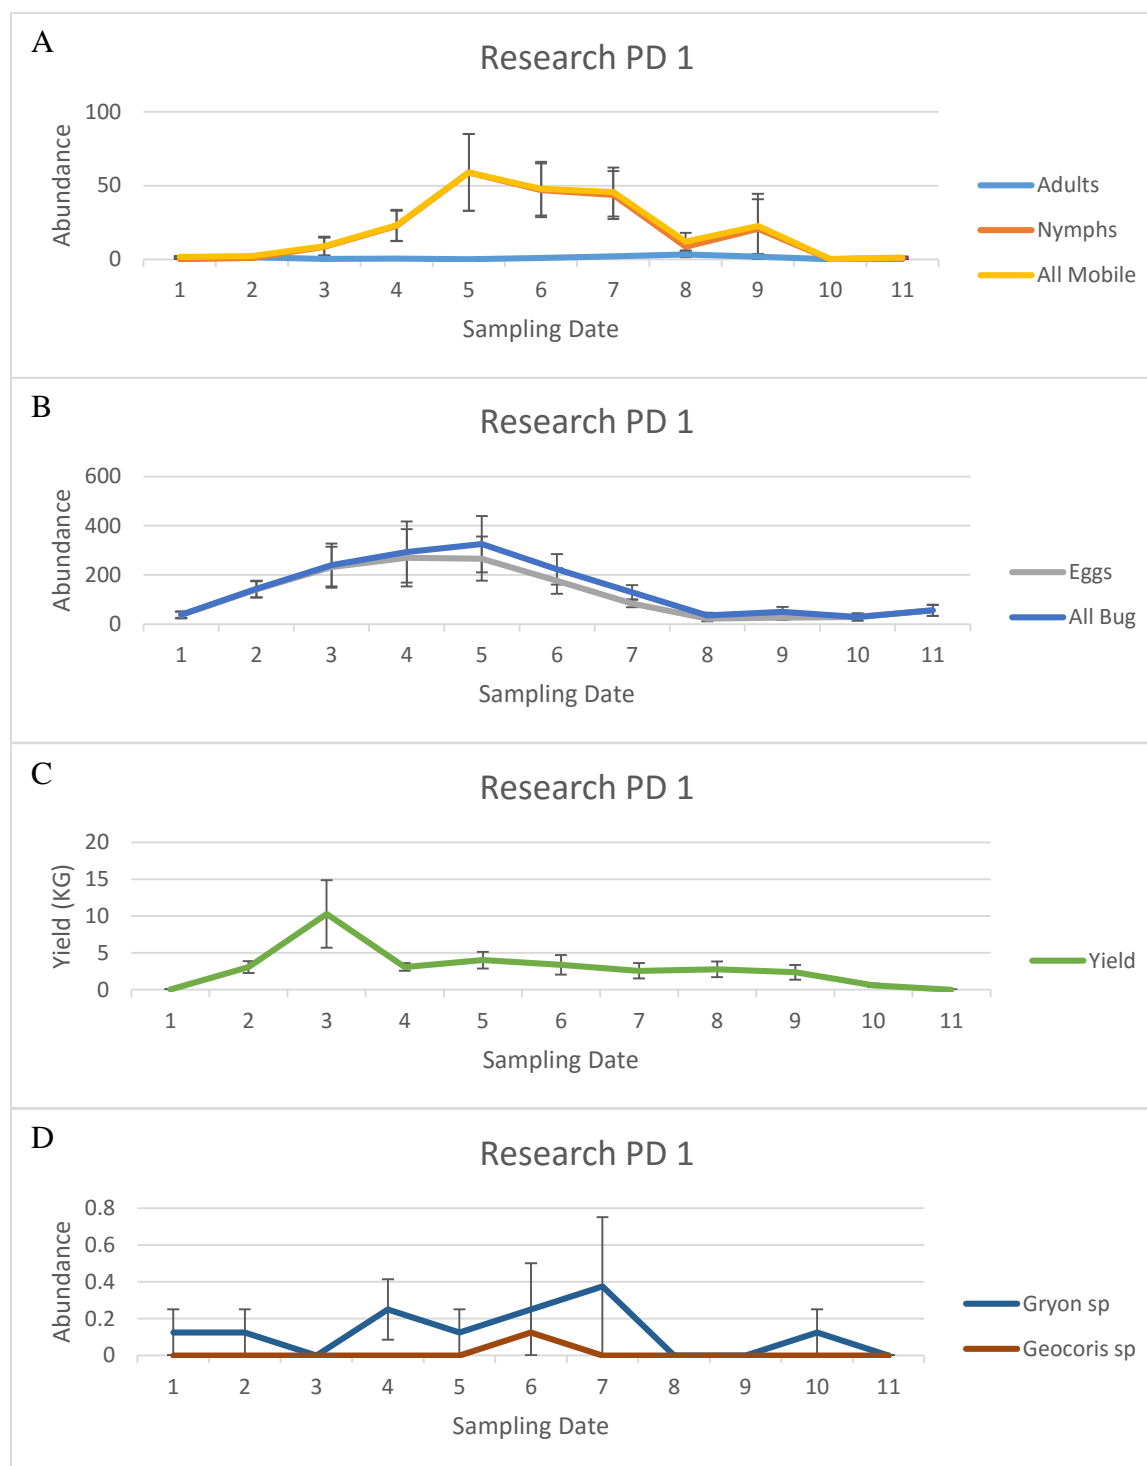 A
Research PD 1
100
50
0
Abundance
1 2 3 4 5 6 7 8 9 10 11
Sampling Date
Adults
Nymphs
All Mobile
B
Research PD 1
600
400
200
0
Abundance
1 2 3 4 5 6 7 8 9 10 11
Sampling Date
Eggs
All Bug
C
Research PD 1
20
15
10
5
0
Yield (KG)
1 2 3 4 5 6 7 8 9 10 11
Sampling Date
Yield
D
Research PD 1
0.8
0.6
0.4
0.2
0
Abundance
1 2 3 4 5 6 7 8 9 10 11
Sampling Date
Gryon sp
Geocoris sp